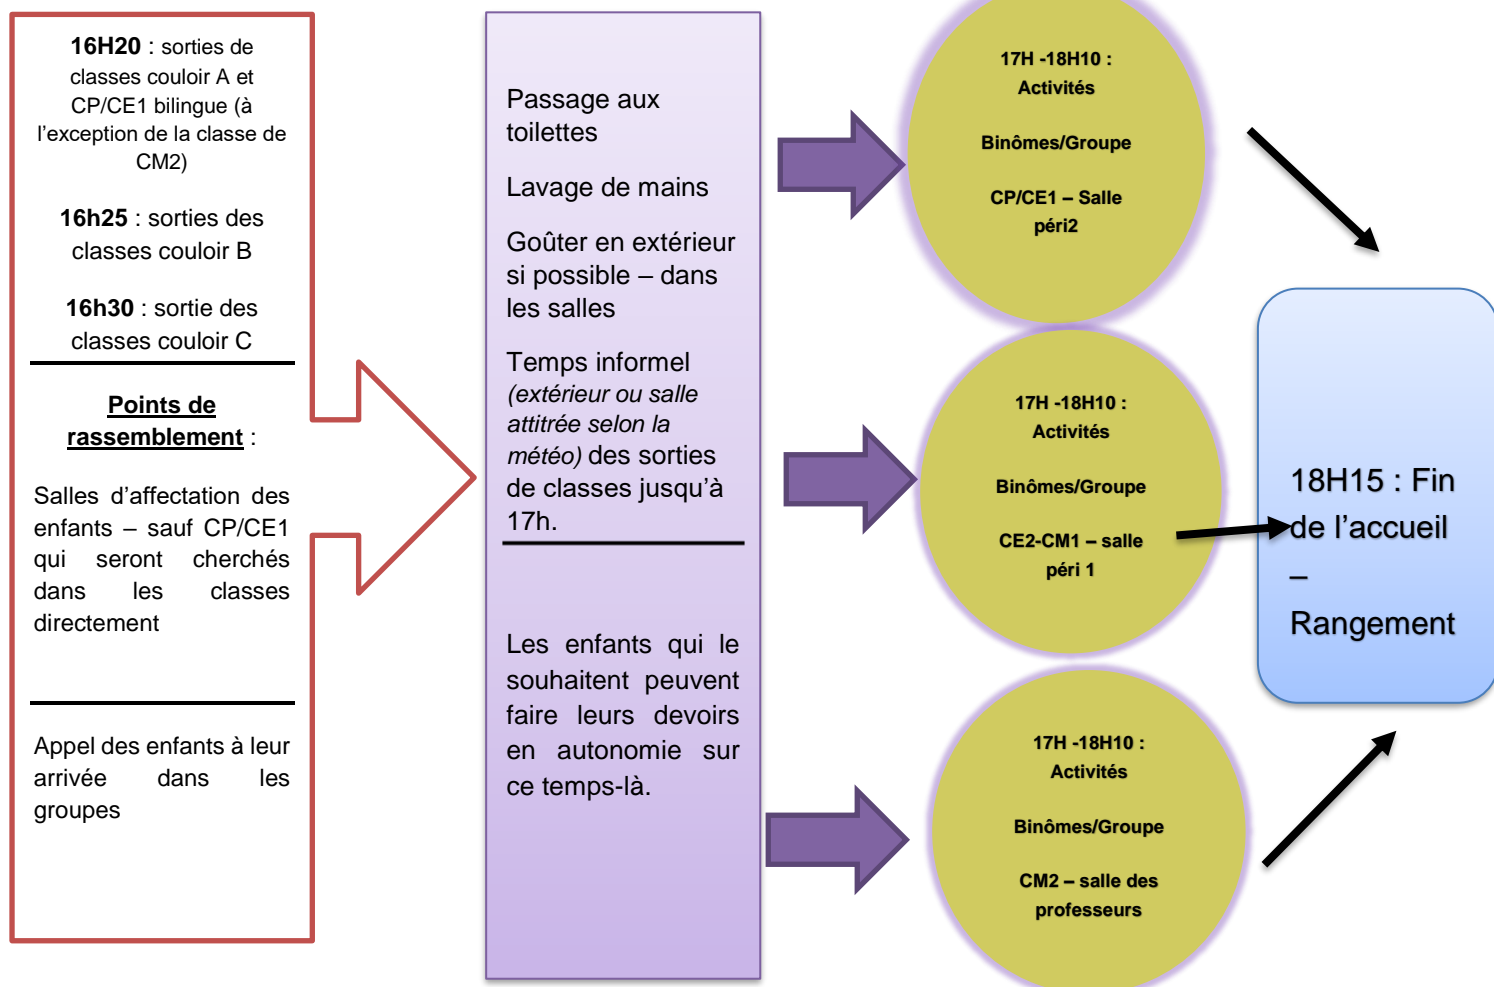 16H20 : sorties de
classes couloir A et
CP/CE1 bilingue (à
l’exception de la classe de
CM2)
16h25 : sorties des
classes couloir B
16h30 : sortie des
classes couloir C
Points de
rassemblement :
Salles d’affectation des
enfants – sauf CP/CE1
qui seront cherchés
dans les classes
directement
Appel des enfants à leur
arrivée dans les
groupes
Passage aux
toilettes
Lavage de mains
Goûter en extérieur
si possible – dans
les salles
Temps informel
(extérieur ou salle
attitrée selon la
météo) des sorties
de classes jusqu’à
17h.
Les enfants qui le
souhaitent peuvent
faire leurs devoirs
en autonomie sur
ce temps-là.
17H -18H10 :
Activités
Binômes/Groupe
CP/CE1 – Salle
péri2
17H -18H10 :
Activités
Binômes/Groupe
CE2-CM1 – salle
péri 1
17H -18H10 :
Activités
Binômes/Groupe
CM2 – salle des
professeurs
18H15 : Fin
de l’accueil
–
Rangement